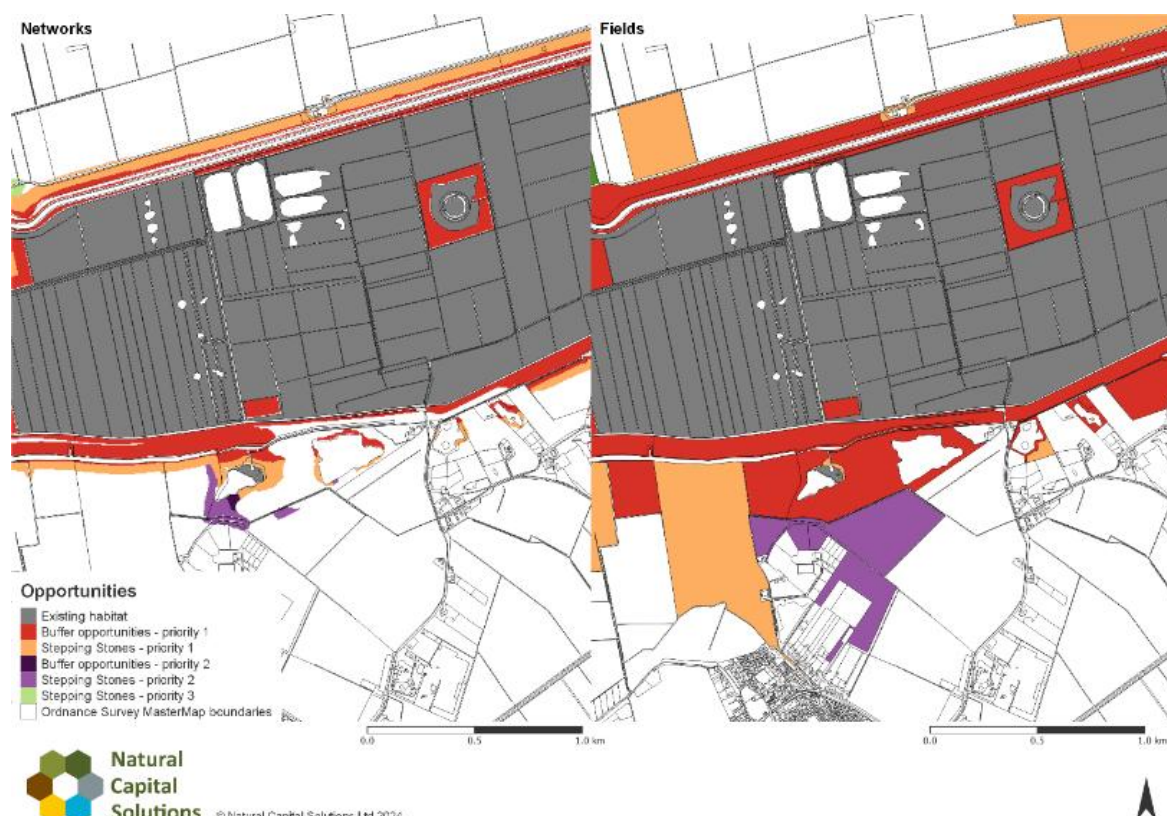 Networks
Fields
Opportunities
Existing habitat
Buffer opportunities - priority 1
Stepping Stones - priority 1
Buffer opportunities - priority 2
Stepping Stones - priority 2
Stepping Stones - priority 3
Ordnance Survey MasterMap boundaries
0.0 0.5 1.0 km
0.0 0.5 1.0 km
Natural
Capital
Solutions
© Natural Capital Solutions Ltd 2024